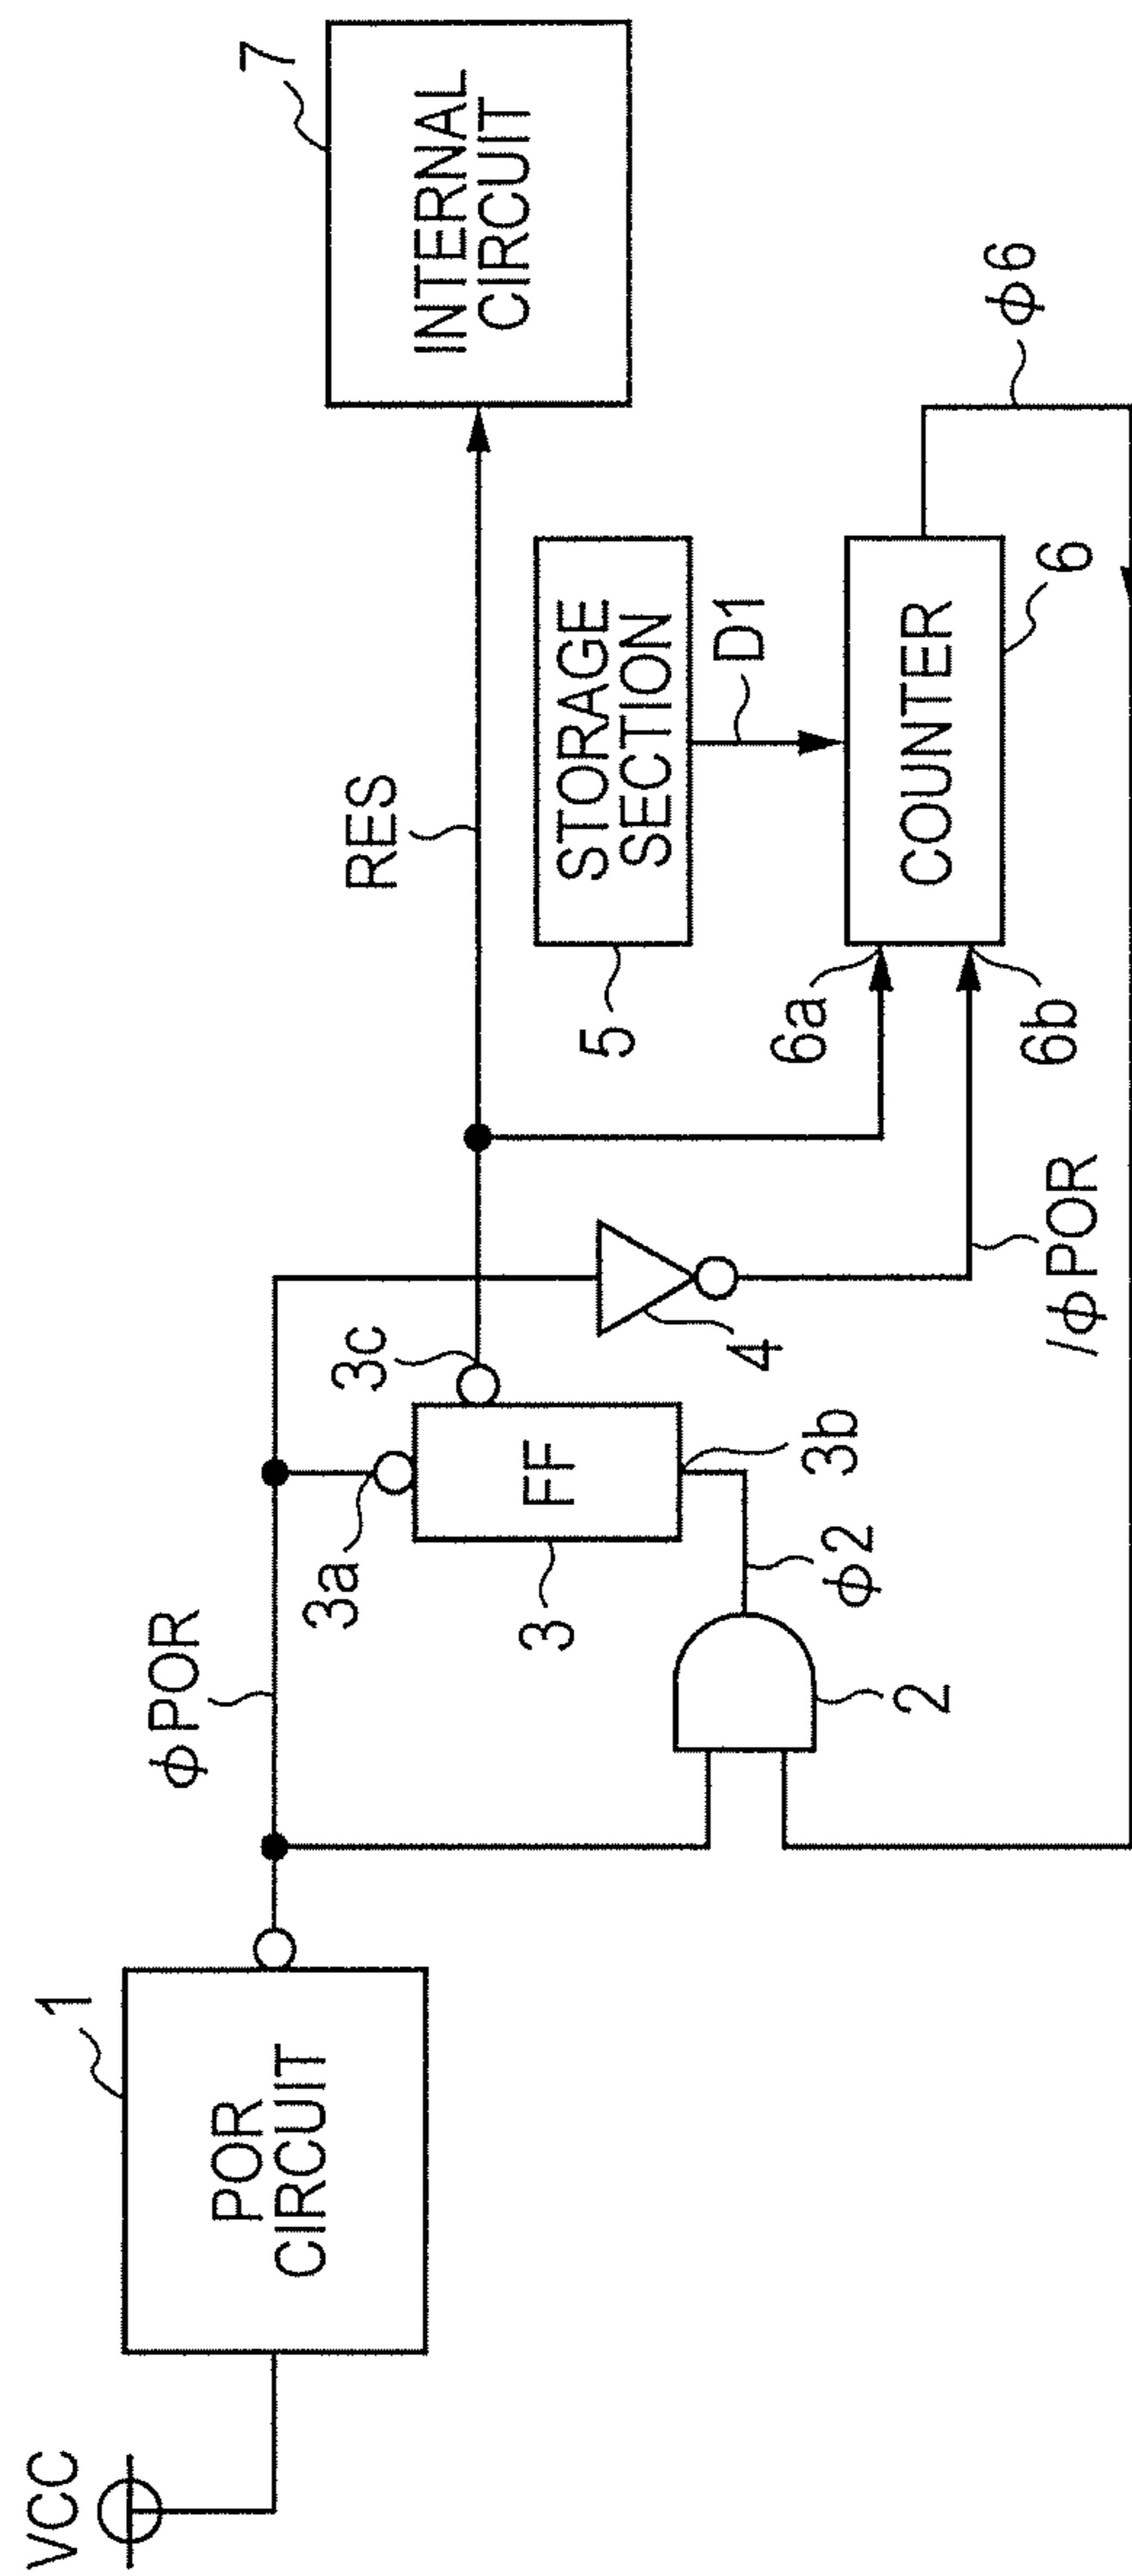 VCC
1
POR
CIRCUIT
φPOR
3a
3
FF
3c
3b
φ2
2
4
/φPOR
RES
5
STORAGE
SECTION
D1
6a
6b
COUNTER
6
φ6
7
INTERNAL
CIRCUIT